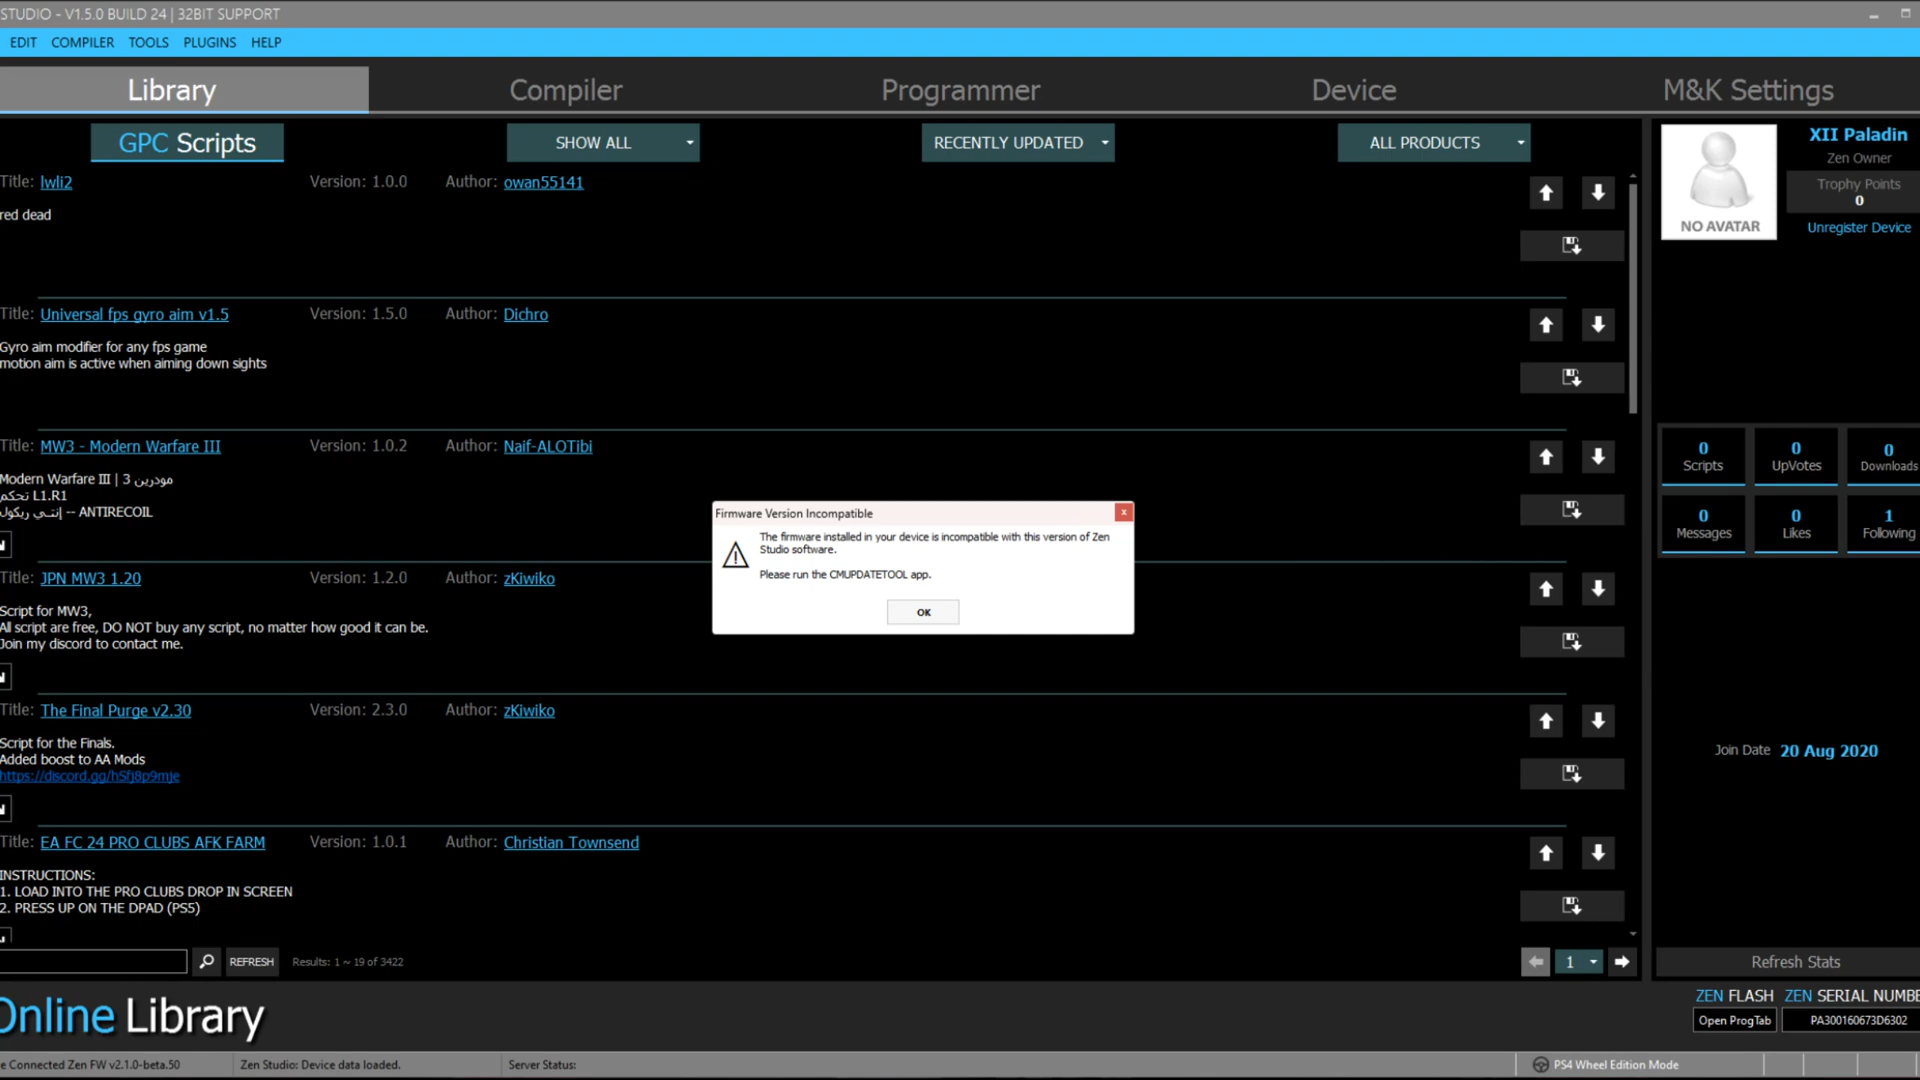 STUDIO - V1.5.0 BUILD 24 | 32BIT SUPPORT
EDIT COMPILER TOOLS PLUGINS HELP
Library Compiler Programmer Device M&K Settings
GPC Scripts SHOW ALL RECENTLY UPDATED ALL PRODUCTS
Title: lwli2 Version: 1.0.0 Author: owan55141
red dead
Title: Universal fps gyro aim v1.5 Version: 1.5.0 Author: Dichro
Gyro aim modifier for any fps game
motion aim is active when aiming down sights
Title: MW3 - Modern Warfare III Version: 1.0.2 Author: Naif-ALOTibi
Modern Warfare III | 3 مودرين
تحكم L1.R1
إنتـي ريكول -- ANTIRECOIL
Title: JPN MW3 1.20 Version: 1.2.0 Author: zKiwiko
Script for MW3,
All script are free, DO NOT buy any script, no matter how good it can be.
Join my discord to contact me.
Title: The Final Purge v2.30 Version: 2.3.0 Author: zKiwiko
Script for the Finals.
Added boost to AA Mods
https://discord.gg/hSfj8p9mje
Title: EA FC 24 PRO CLUBS AFK FARM Version: 1.0.1 Author: Christian Townsend
INSTRUCTIONS:
1. LOAD INTO THE PRO CLUBS DROP IN SCREEN
2. PRESS UP ON THE DPAD (PS5)
REFRESH Results: 1 ~ 19 of 3422 1
Firmware Version Incompatible x
The firmware installed in your device is incompatible with this version of Zen
Studio software.
Please run the CMUPDATETOOL app.
OK
NO AVATAR
XII Paladin
Zen Owner
Trophy Points
0
Unregister Device
0 0 0
Scripts UpVotes Downloads
0 0 1
Messages Likes Following
Join Date 20 Aug 2020
Refresh Stats
Online Library
ZEN FLASH ZEN SERIAL NUMBE
Open ProgTab PA300160673D6302
e Connected Zen FW v2.1.0-beta.50 Zen Studio: Device data loaded. Server Status: PS4 Wheel Edition Mode